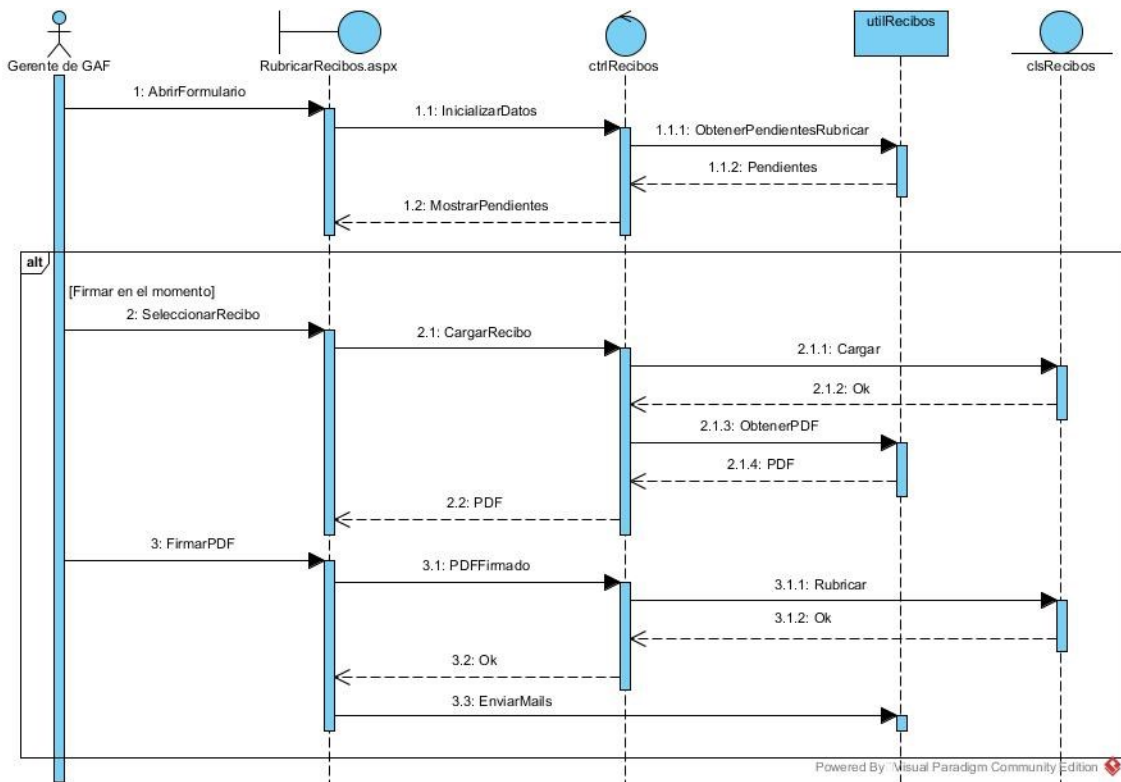 utilRecibos
Gerente de GAF
RubricarRecibos.aspx
ctrlRecibos
clsRecibos
1: AbrirFormulario
1.1: InicializarDatos
1.1.1: ObtenerPendientesRubricar
1.1.2: Pendientes
1.2: MostrarPendientes
alt
[Firmar en el momento]
2: SeleccionarRecibo
2.1: CargarRecibo
2.1.1: Cargar
2.1.2: Ok
2.1.3: ObtenerPDF
2.1.4: PDF
2.2: PDF
3: FirmarPDF
3.1: PDFFirmado
3.1.1: Rubricar
3.1.2: Ok
3.2: Ok
3.3: EnviarMails
Powered By Visual Paradigm Community Edition